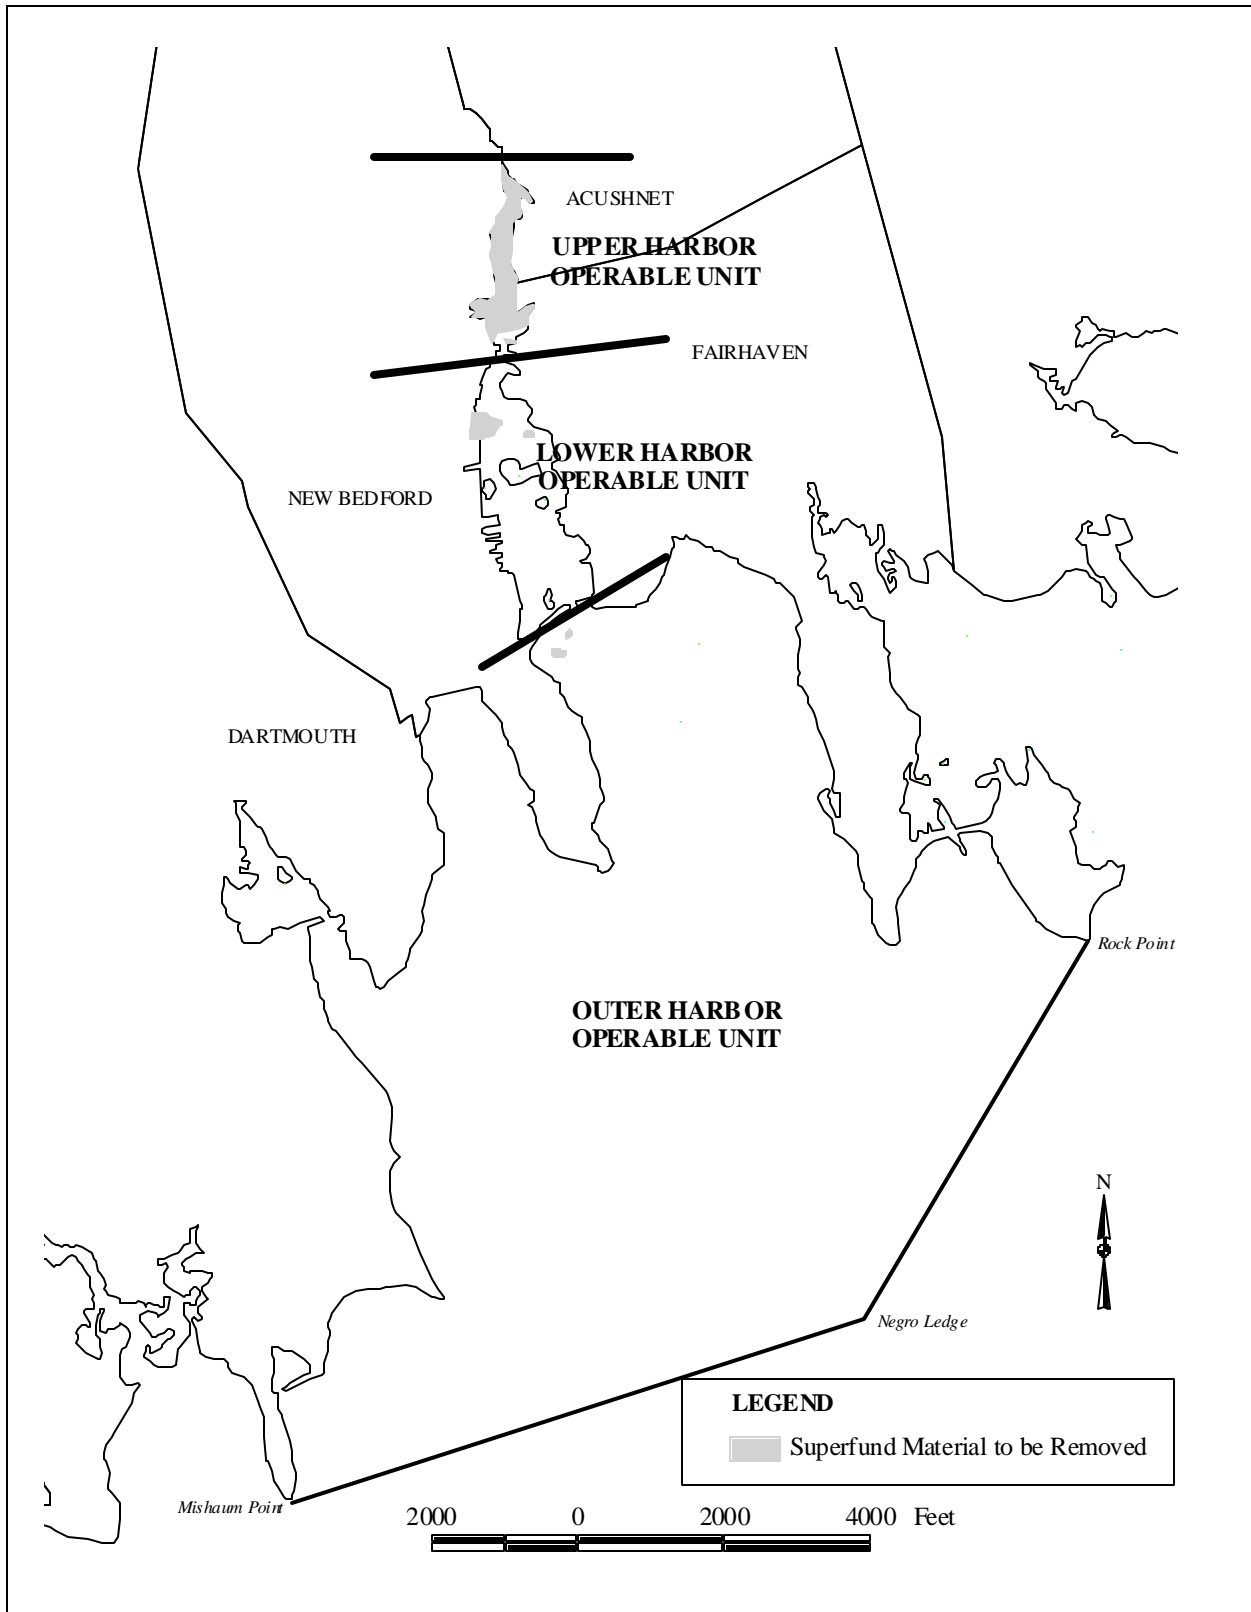 ACUSHNET
UPPER HARBOR
OPERABLE UNIT
FAIRHAVEN
LOWER HARBOR
OPERABLE UNIT
NEW BEDFORD
DARTMOUTH
Rock Point
OUTER HARBOR
OPERABLE UNIT
N
Negro Ledge
LEGEND
Superfund Material to be Removed
Mishaum Point
2000 0 2000 4000 Feet